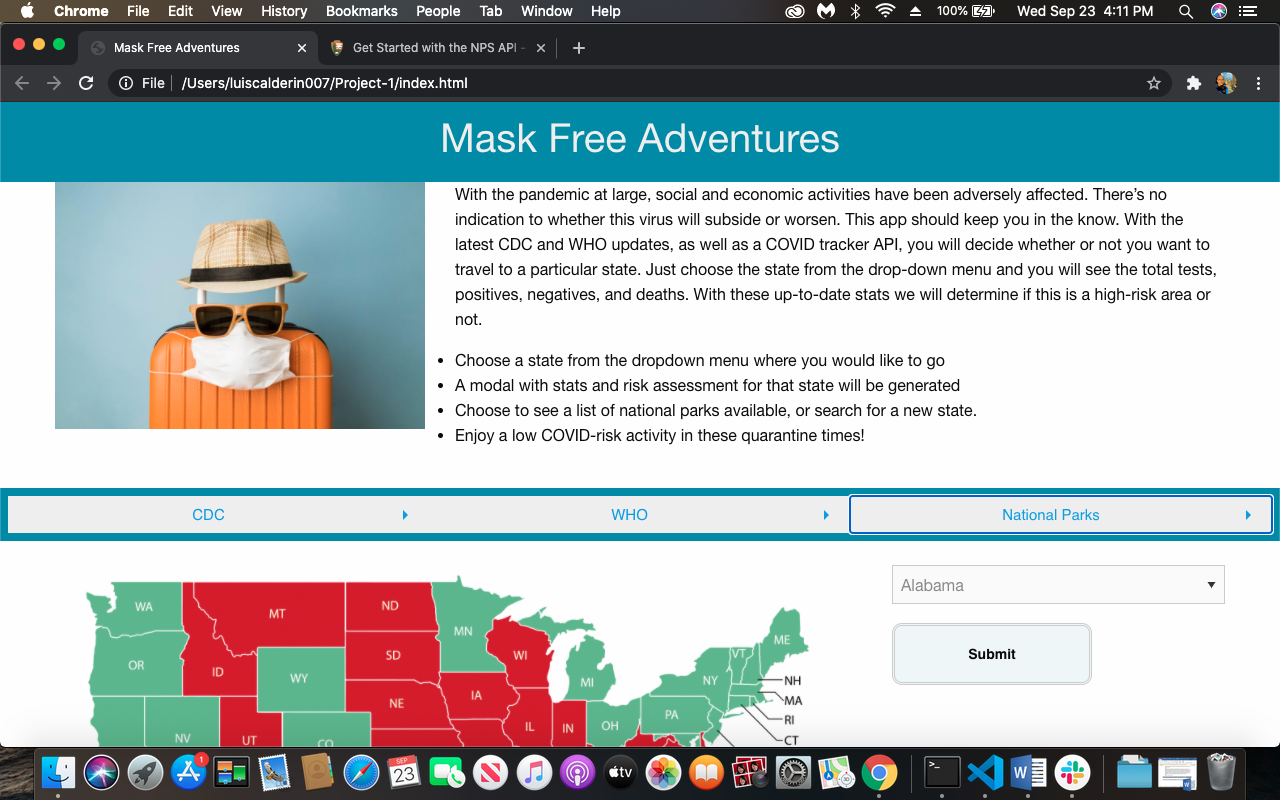 Chrome File Edit View History Bookmarks People Tab Window Help 100% Wed Sep 23 4:11 PM
Mask Free Adventures Get Started with the NPS API -
File /Users/luiscalderin007/Project-1/index.html
Mask Free Adventures
With the pandemic at large, social and economic activities have been adversely affected. There's no
indication to whether this virus will subside or worsen. This app should keep you in the know. With the
latest CDC and WHO updates, as well as a COVID tracker API, you will decide whether or not you want to
travel to a particular state. Just choose the state from the drop-down menu and you will see the total tests,
positives, negatives, and deaths. With these up-to-date stats we will determine if this is a high-risk area or
not.
• Choose a state from the dropdown menu where you would like to go
• A modal with stats and risk assessment for that state will be generated
• Choose to see a list of national parks available, or search for a new state.
• Enjoy a low COVID-risk activity in these quarantine times!
CDC WHO National Parks
Alabama
Submit
WA MT ND MN WI ME
OR ID SD WY MI VT NY NH
NE IA IL IN OH PA MA
NV UT CO RI
CT
SEP 23 1 tv W 30